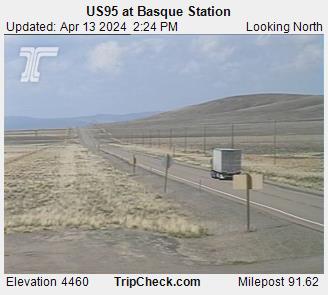 US95 at Basque Station
Updated: Apr 13 2024 2:24 PM Looking North
Elevation 4460 TripCheck.com Milepost 91.62